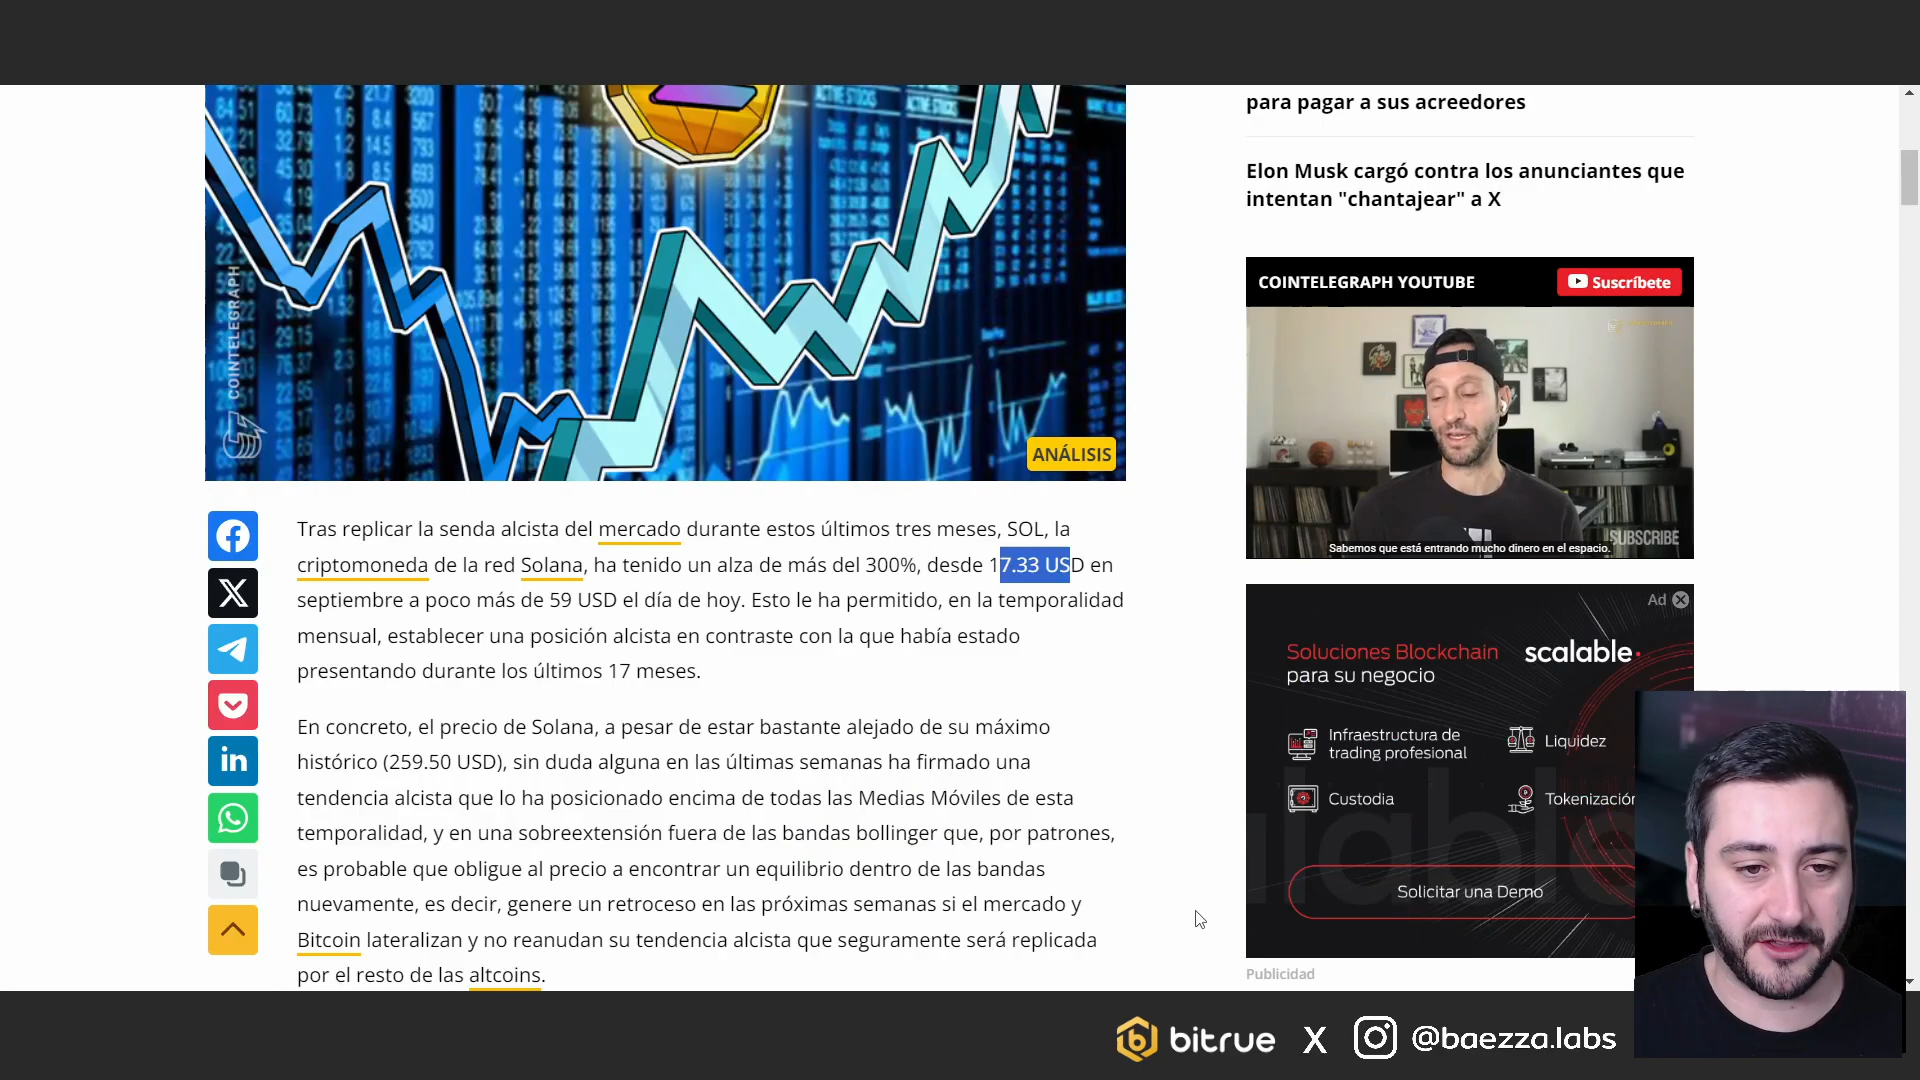 COINTELEGRAPH
ANÁLISIS
Tras replicar la senda alcista del mercado durante estos últimos tres meses, SOL, la
criptomoneda de la red Solana, ha tenido un alza de más del 300%, desde 17.33 USD en
septiembre a poco más de 59 USD el día de hoy. Esto le ha permitido, en la temporalidad
mensual, establecer una posición alcista en contraste con la que había estado
presentando durante los últimos 17 meses.
En concreto, el precio de Solana, a pesar de estar bastante alejado de su máximo
histórico (259.50 USD), sin duda alguna en las últimas semanas ha firmado una
tendencia alcista que lo ha posicionado encima de todas las Medias Móviles de esta
temporalidad, y en una sobreextensión fuera de las bandas bollinger que, por patrones,
es probable que obligue al precio a encontrar un equilibrio dentro de las bandas
nuevamente, es decir, genere un retroceso en las próximas semanas si el mercado y
Bitcoin lateralizan y no reanudan su tendencia alcista que seguramente será replicada
por el resto de las altcoins.
para pagar a sus acreedores
Elon Musk cargó contra los anunciantes que
intentan "chantajear" a X
COINTELEGRAPH YOUTUBE
Suscríbete
SUBSCRIBE
Sabemos que está entrando mucho dinero en el espacio.
Ad
Soluciones Blockchain
para su negocio
scalable
Infraestructura de
trading profesional
Liquidez
Custodia
Tokenización
Solicitar una Demo
Publicidad
bitrue X @baezza.labs